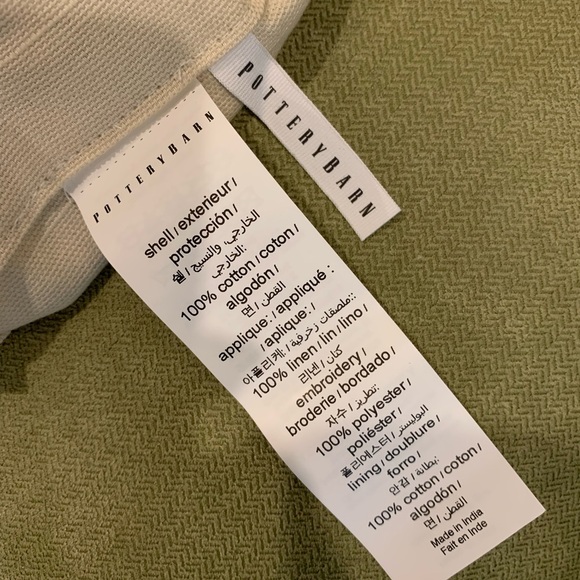 POTTERYBARN
POTTERYBARN
shell / exterieur /
protección /
쉘 / الخارجي، والنسيج
الخارجي:
100% cotton / coton /
algodón /
면 / القطن
applique: / appliqué :
/ aplique: /
아플리케: / ملصقات زخرفية::
100% linen / lin / lino /
리넨 / كتان
embroidery /
broderie / bordado /
자수 / تطريز:
100% polyester /
poliéster /
폴리에스터 / البوليستر
lining / doublure /
forro /
안감 / بطانة:
100% cotton / coton /
algodón /
면 / القطن
Made in India
Fait en Inde